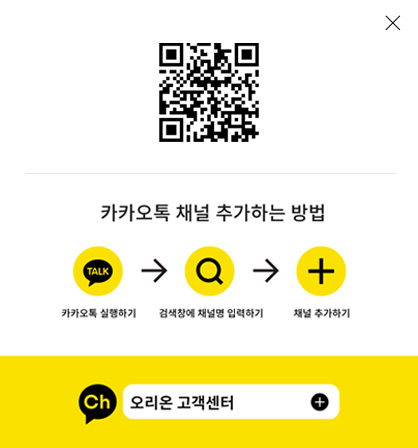 카카오톡 채널 추가하는 방법
TALK
카카오톡 실행하기
검색창에 채널명 입력하기
채널 추가하기
Ch
오리온 고객센터